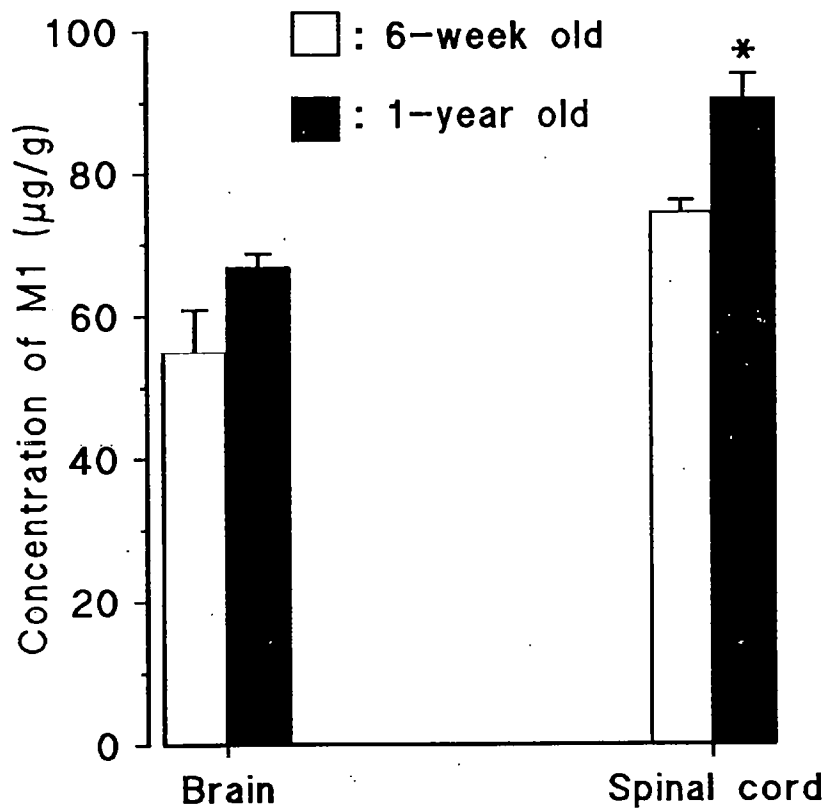 : 6-week old
: 1-year old
*
Concentration of M1 (μg/g)
100
80
60
40
20
0
Brain
Spinal cord